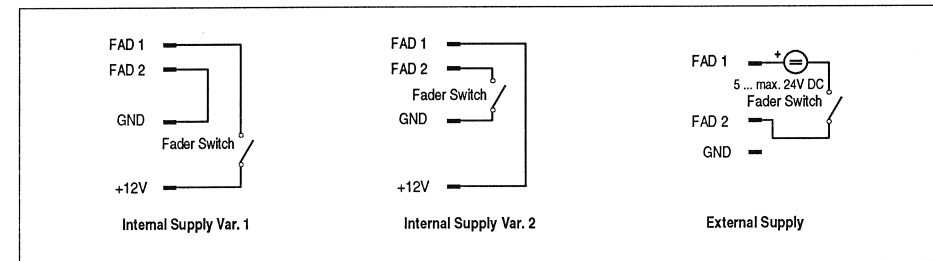 FAD 1
FAD 2
GND
Fader Switch
+12V
Internal Supply Var. 1
FAD 1
FAD 2
Fader Switch
GND
+12V
Internal Supply Var. 2
FAD 1
+
5 ... max. 24V DC
Fader Switch
FAD 2
GND
External Supply